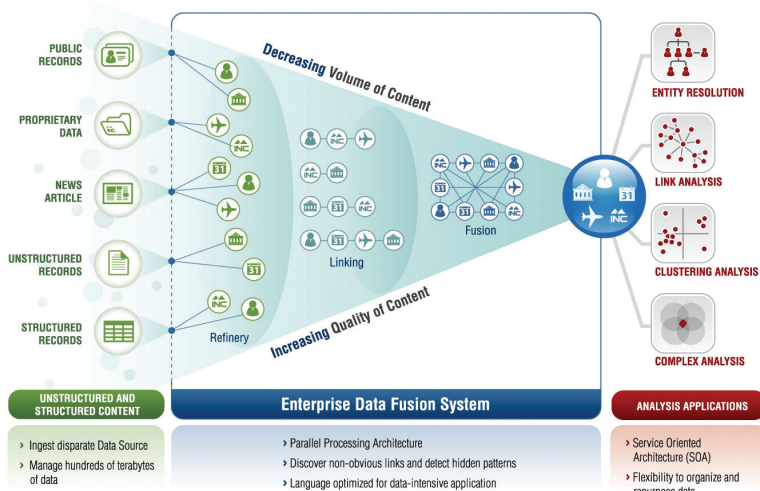 PUBLIC
RECORDS
PROPRIETARY
DATA
NEWS
ARTICLE
UNSTRUCTURED
RECORDS
STRUCTURED
RECORDS
Decreasing Volume of Content
31
INC
INC
31
31
INC
Refinery
INC
INC
31
INC
31
Linking
INC
31
INC
31
INC
Fusion
Increasing Quality of Content
31
INC
ENTITY RESOLUTION
LINK ANALYSIS
CLUSTERING ANALYSIS
COMPLEX ANALYSIS
UNSTRUCTURED AND
STRUCTURED CONTENT
› Ingest disparate Data Source
› Manage hundreds of terabytes
of data
Enterprise Data Fusion System
› Parallel Processing Architecture
› Discover non-obvious links and detect hidden patterns
› Language optimized for data-intensive application
ANALYSIS APPLICATIONS
› Service Oriented
Architecture (SOA)
› Flexibility to organize and
repurpose data